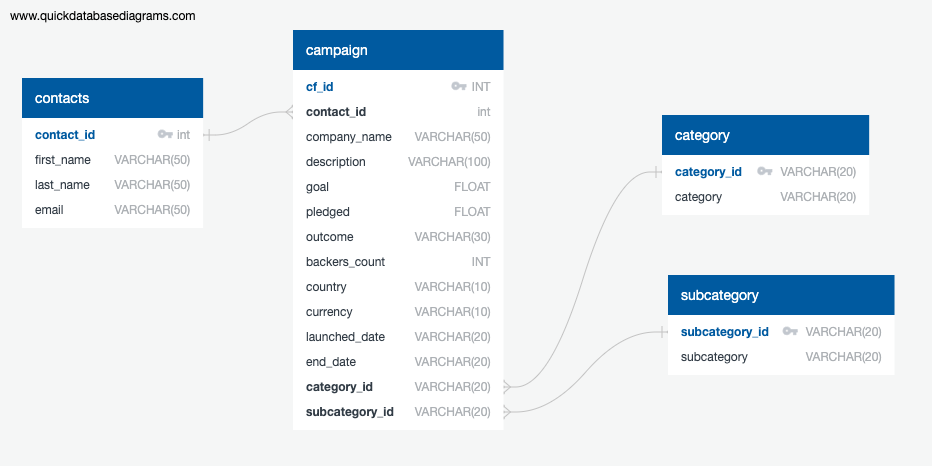 www.quickdatabasediagrams.com
contacts
contact_id int
first_name VARCHAR(50)
last_name VARCHAR(50)
email VARCHAR(50)
campaign
cf_id INT
contact_id int
company_name VARCHAR(50)
description VARCHAR(100)
goal FLOAT
pledged FLOAT
outcome VARCHAR(30)
backers_count INT
country VARCHAR(10)
currency VARCHAR(10)
launched_date VARCHAR(20)
end_date VARCHAR(20)
category_id VARCHAR(20)
subcategory_id VARCHAR(20)
category
category_id VARCHAR(20)
category VARCHAR(20)
subcategory
subcategory_id VARCHAR(20)
subcategory VARCHAR(20)